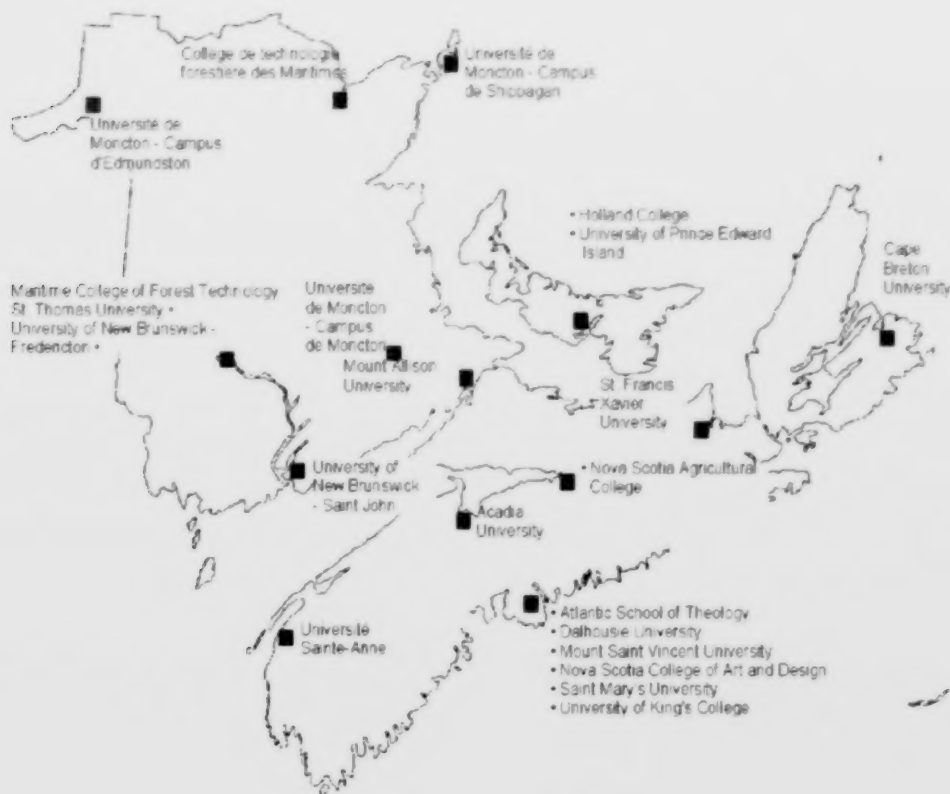 Collège de technologie
forestière des Maritimes
Université de
Moncton - Campus
de Shippagan
Université de
Moncton - Campus
d'Edmundston
• Holland College
• University of Prince Edward
Island
Cape
Breton
University
Maritime College of Forest Technology
St. Thomas University •
University of New Brunswick -
Fredericton •
Université
de Moncton
- Campus
de Moncton
Mount Allison
University
St. Francis
Xavier
University
University of
New Brunswick
- Saint John
• Nova Scotia Agricultural
College
Acadia
University
Université
Sainte-Anne
• Atlantic School of Theology
• Dalhousie University
• Mount Saint Vincent University
• Nova Scotia College of Art and Design
• Saint Mary's University
• University of King's College